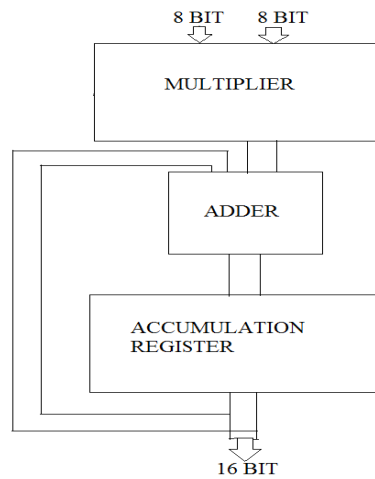 8 BIT 8 BIT
MULTIPLIER
ADDER
ACCUMULATION
REGISTER
16 BIT